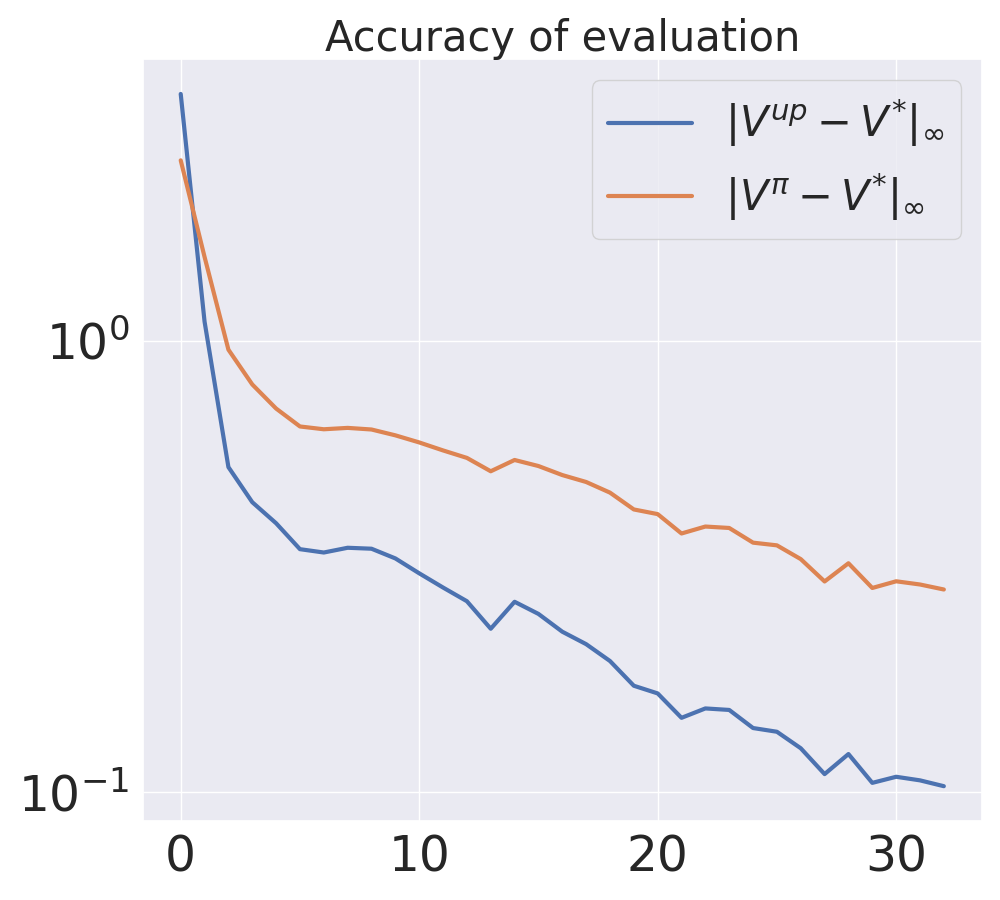 Accuracy of evaluation
|V^{up} − V^*|_∞
|V^π − V^*|_∞
10^0
10^{−1}
0 10 20 30